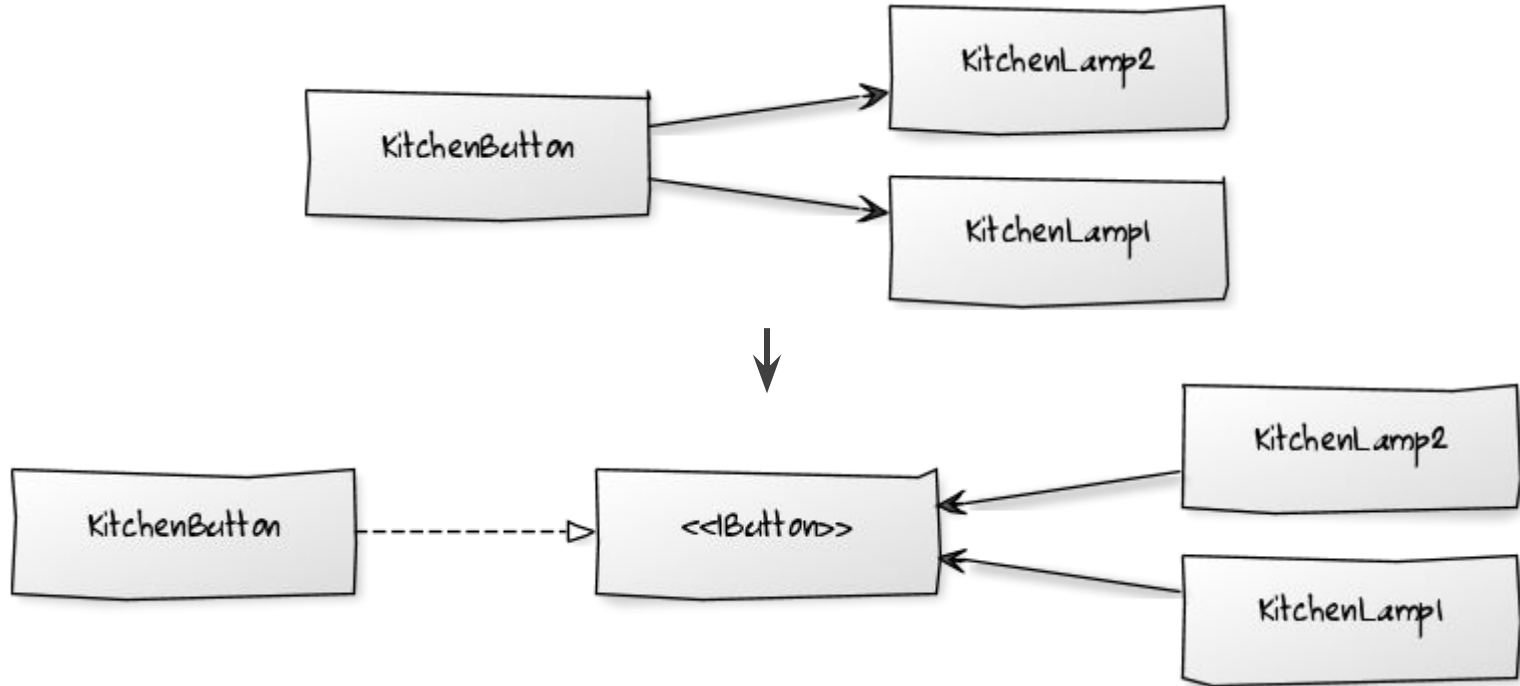 KitchenLamp2
KitchenButton
KitchenLamp1
KitchenLamp2
KitchenButton
<<IButton>>
KitchenLamp1